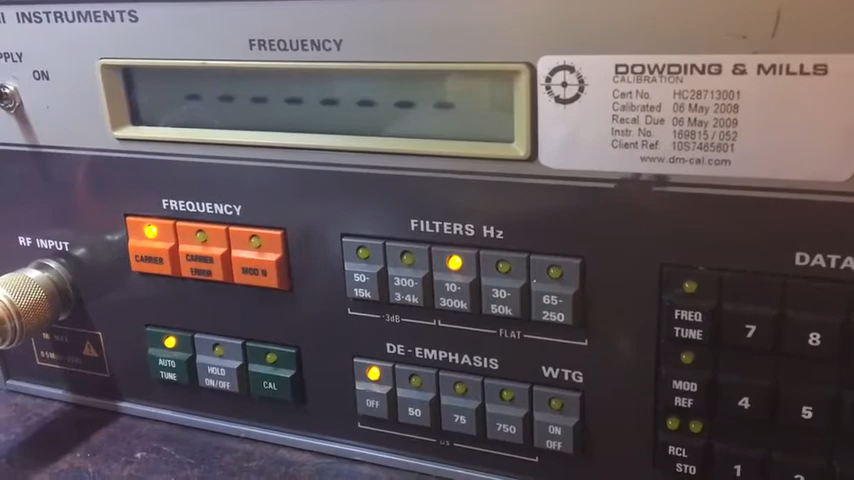 INSTRUMENTS
ON
FREQUENCY
- - - - - - - -
DOWDING & MILLS
CALIBRATION
Cert No. HC28713001
Calibrated 06 May 2008
Recal. Due 06 May 2009
Instr. No 169815 / 052
Client Ref 10S7465601
www.dm-cal.com
RF INPUT
FREQUENCY
CARRIER
CARRIER ERROR
MOD N
AUTO TUNE
HOLD ON/OFF
CAL
FILTERS Hz
50-15k
300-3·4k
10-300k
30-50k
65-250
-3dB
FLAT
DE-EMPHASIS
WTG
OFF
50
75
750
ON OFF
μs
DATA
FREQ TUNE
7
8
MOD REF
4
5
RCL STO
1